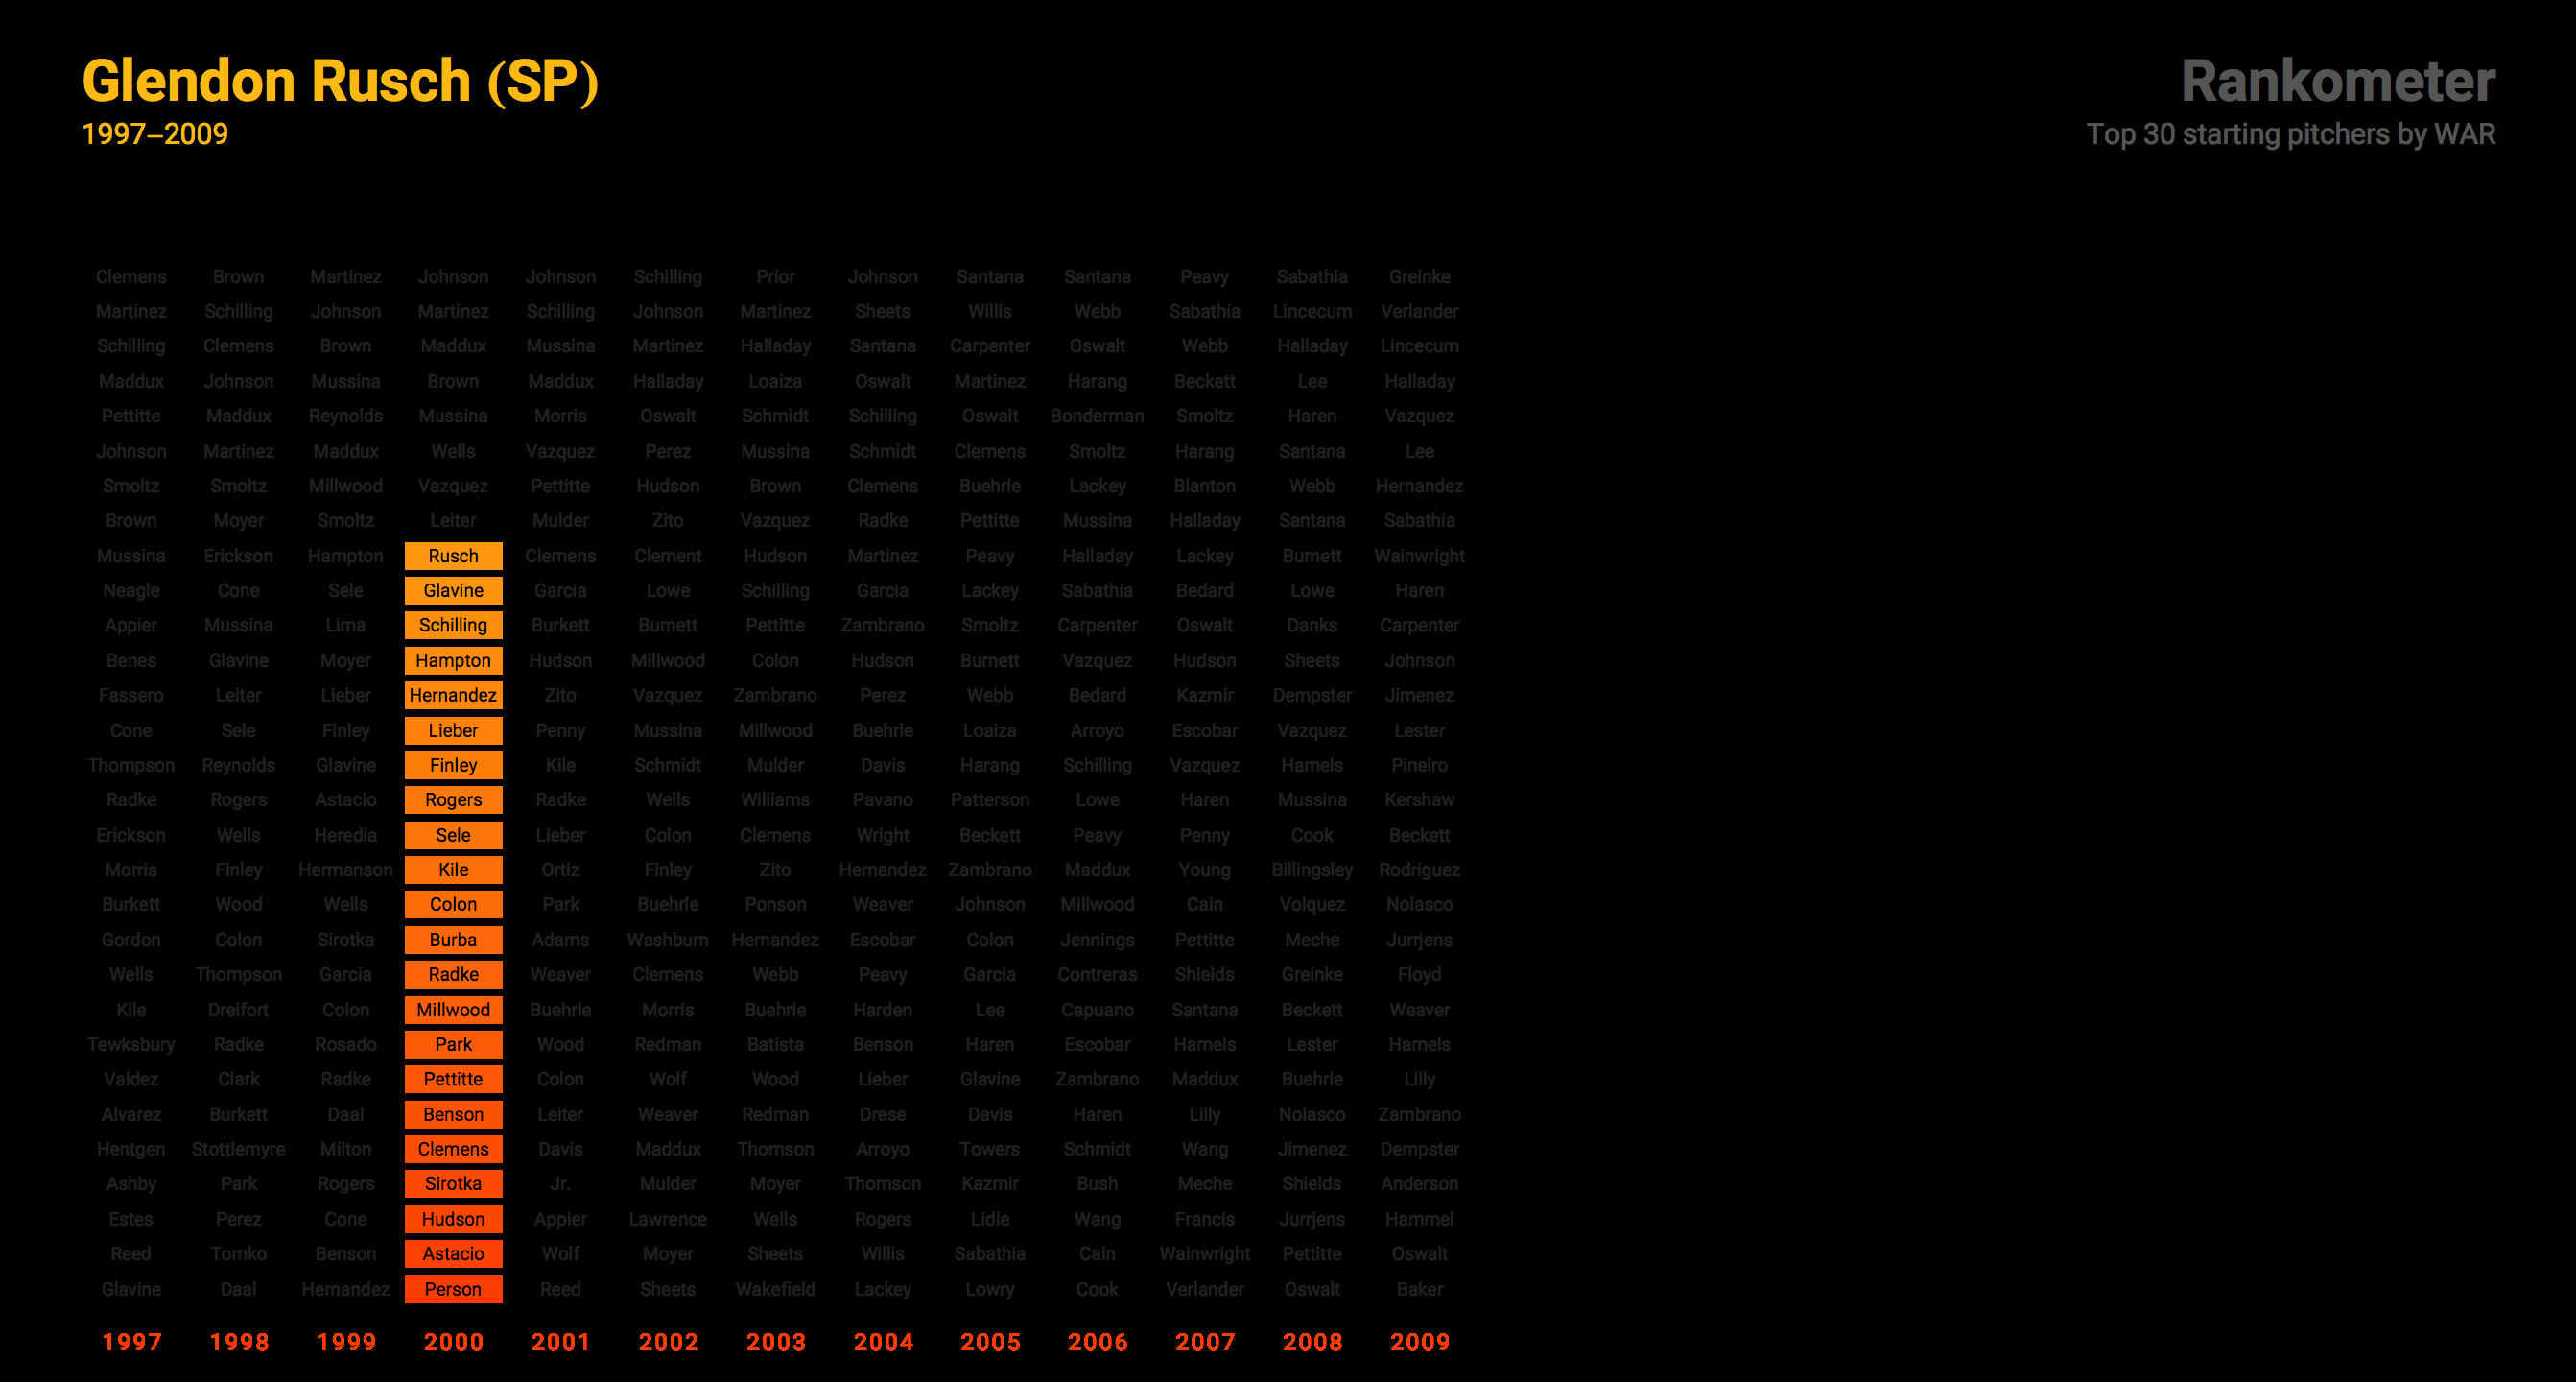 Glendon Rusch (SP)
1997–2009
Rankometer
Top 30 starting pitchers by WAR
Clemens Brown Martinez Johnson Johnson Schilling Prior Johnson Santana Santana Peavy Sabathia Greinke
Martinez Schilling Johnson Martinez Schilling Johnson Martinez Sheets Willis Webb Sabathia Lincecum Verlander
Schilling Clemens Brown Maddux Mussina Martinez Halladay Santana Carpenter Oswalt Webb Halladay Lincecum
Maddux Johnson Mussina Brown Maddux Halladay Loaiza Oswalt Martinez Harang Beckett Lee Halladay
Pettitte Maddux Reynolds Mussina Morris Oswalt Schmidt Schilling Oswalt Bonderman Smoltz Haren Vazquez
Johnson Martinez Maddux Wells Vazquez Perez Mussina Schmidt Clemens Smoltz Harang Santana Lee
Smoltz Smoltz Millwood Vazquez Pettitte Hudson Brown Clemens Buehrle Lackey Blanton Webb Hernandez
Brown Moyer Smoltz Leiter Mulder Zito Vazquez Radke Pettitte Mussina Halladay Santana Sabathia
Mussina Erickson Hampton Rusch Clemens Clement Hudson Martinez Peavy Halladay Lackey Burnett Wainwright
Neagle Cone Sele Glavine Garcia Lowe Schilling Garcia Lackey Sabathia Bedard Lowe Haren
Appier Mussina Lima Schilling Burkett Burnett Pettitte Zambrano Smoltz Carpenter Oswalt Danks Carpenter
Benes Glavine Moyer Hampton Hudson Millwood Colon Hudson Burnett Vazquez Hudson Sheets Johnson
Fassero Leiter Lieber Hernandez Zito Vazquez Zambrano Perez Webb Bedard Kazmir Dempster Jimenez
Cone Sele Finley Lieber Penny Mussina Millwood Buehrle Loaiza Arroyo Escobar Vazquez Lester
Thompson Reynolds Glavine Finley Kile Schmidt Mulder Davis Harang Schilling Vazquez Hamels Pineiro
Radke Rogers Astacio Rogers Radke Wells Williams Pavano Patterson Lowe Haren Mussina Kershaw
Erickson Wells Heredia Sele Lieber Colon Clemens Wright Beckett Peavy Penny Cook Beckett
Morris Finley Hermanson Kile Ortiz Finley Zito Hernandez Zambrano Maddux Young Billingsley Rodriguez
Burkett Wood Wells Colon Park Buehrle Ponson Weaver Johnson Millwood Cain Volquez Nolasco
Gordon Colon Sirotka Burba Adams Washburn Hernandez Escobar Colon Jennings Pettitte Meche Jurrjens
Wells Thompson Garcia Radke Weaver Clemens Webb Peavy Garcia Contreras Shields Greinke Floyd
Kile Dreifort Colon Millwood Buehrle Morris Buehrle Harden Lee Capuano Santana Beckett Weaver
Tewksbury Radke Rosado Park Wood Redman Batista Benson Haren Escobar Hamels Lester Hamels
Valdez Clark Radke Pettitte Colon Wolf Wood Lieber Glavine Zambrano Maddux Buehrle Lilly
Alvarez Burkett Daal Benson Leiter Weaver Redman Drese Davis Haren Lilly Nolasco Zambrano
Hentgen Stottlemyre Milton Clemens Davis Maddux Thomson Arroyo Towers Schmidt Wang Jimenez Dempster
Ashby Park Rogers Sirotka Jr. Mulder Moyer Thomson Kazmir Bush Meche Shields Anderson
Estes Perez Cone Hudson Appier Lawrence Wells Rogers Lidle Wang Francis Jurrjens Hammel
Reed Tomko Benson Astacio Wolf Moyer Sheets Willis Sabathia Cain Wainwright Pettitte Oswalt
Glavine Daal Hernandez Person Reed Sheets Wakefield Lackey Lowry Cook Verlander Oswalt Baker
1997 1998 1999 2000 2001 2002 2003 2004 2005 2006 2007 2008 2009